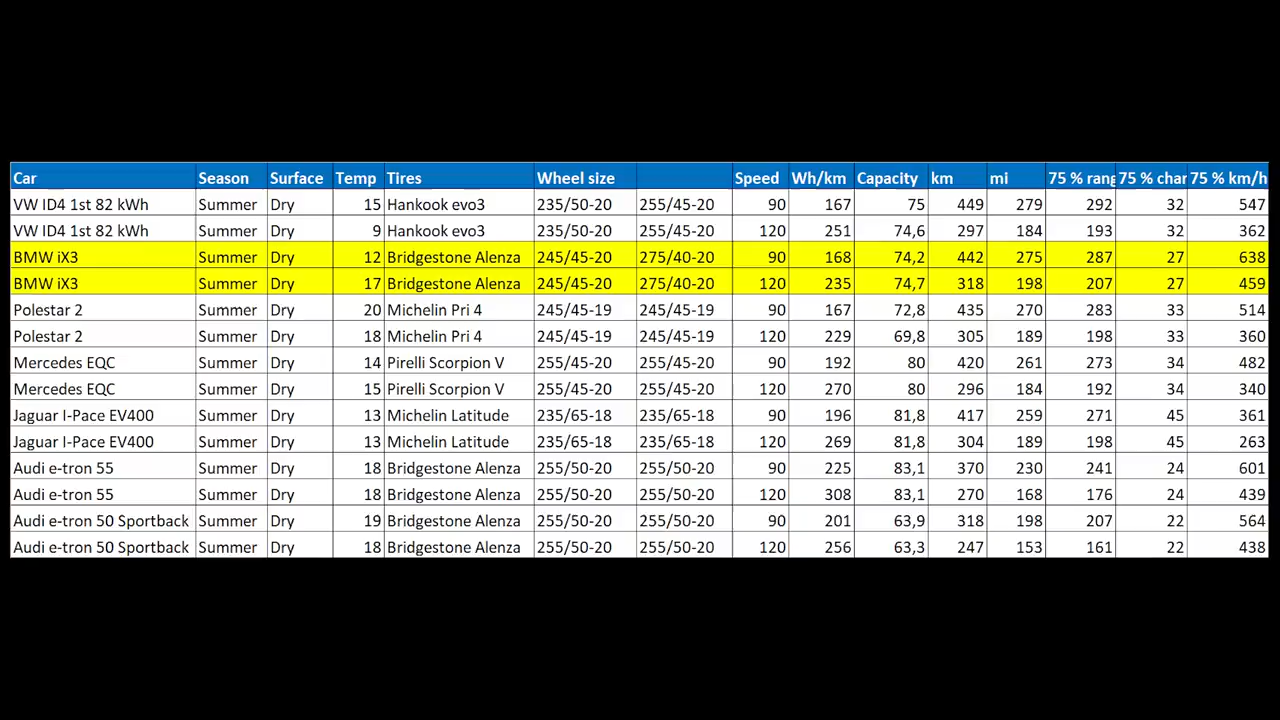 Car Season Surface Temp Tires Wheel size Speed Wh/km Capacity km mi 75 % rang 75 % char 75 % km/h
VW ID4 1st 82 kWh Summer Dry 15 Hankook evo3 235/50-20 255/45-20 90 167 75 449 279 292 32 547
VW ID4 1st 82 kWh Summer Dry 9 Hankook evo3 235/50-20 255/45-20 120 251 74,6 297 184 193 32 362
BMW iX3 Summer Dry 12 Bridgestone Alenza 245/45-20 275/40-20 90 168 74,2 442 275 287 27 638
BMW iX3 Summer Dry 17 Bridgestone Alenza 245/45-20 275/40-20 120 235 74,7 318 198 207 27 459
Polestar 2 Summer Dry 20 Michelin Pri 4 245/45-19 245/45-19 90 167 72,8 435 270 283 33 514
Polestar 2 Summer Dry 18 Michelin Pri 4 245/45-19 245/45-19 120 229 69,8 305 189 198 33 360
Mercedes EQC Summer Dry 14 Pirelli Scorpion V 255/45-20 255/45-20 90 192 80 420 261 273 34 482
Mercedes EQC Summer Dry 15 Pirelli Scorpion V 255/45-20 255/45-20 120 270 80 296 184 192 34 340
Jaguar I-Pace EV400 Summer Dry 13 Michelin Latitude 235/65-18 235/65-18 90 196 81,8 417 259 271 45 361
Jaguar I-Pace EV400 Summer Dry 13 Michelin Latitude 235/65-18 235/65-18 120 269 81,8 304 189 198 45 263
Audi e-tron 55 Summer Dry 18 Bridgestone Alenza 255/50-20 255/50-20 90 225 83,1 370 230 241 24 601
Audi e-tron 55 Summer Dry 18 Bridgestone Alenza 255/50-20 255/50-20 120 308 83,1 270 168 176 24 439
Audi e-tron 50 Sportback Summer Dry 19 Bridgestone Alenza 255/50-20 255/50-20 90 201 63,9 318 198 207 22 564
Audi e-tron 50 Sportback Summer Dry 18 Bridgestone Alenza 255/50-20 255/50-20 120 256 63,3 247 153 161 22 438